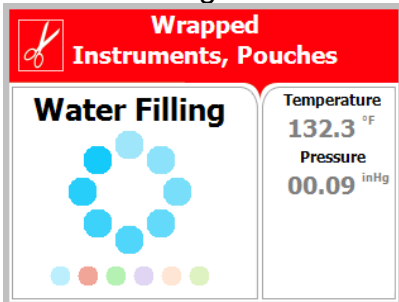 Wrapped
Instruments, Pouches
Water Filling
Temperature
132.3 °F
Pressure
00.09 inHg